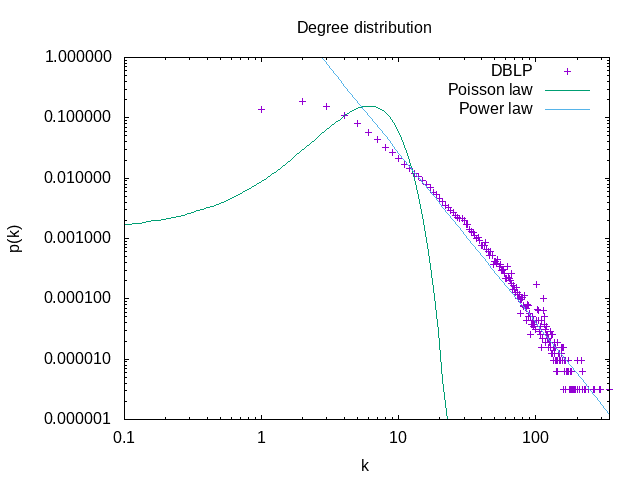 Degree distribution
DBLP
Poisson law
Power law
1.000000
0.100000
0.010000
0.001000
0.000100
0.000010
0.000001
p(k)
0.1 1 10 100
k